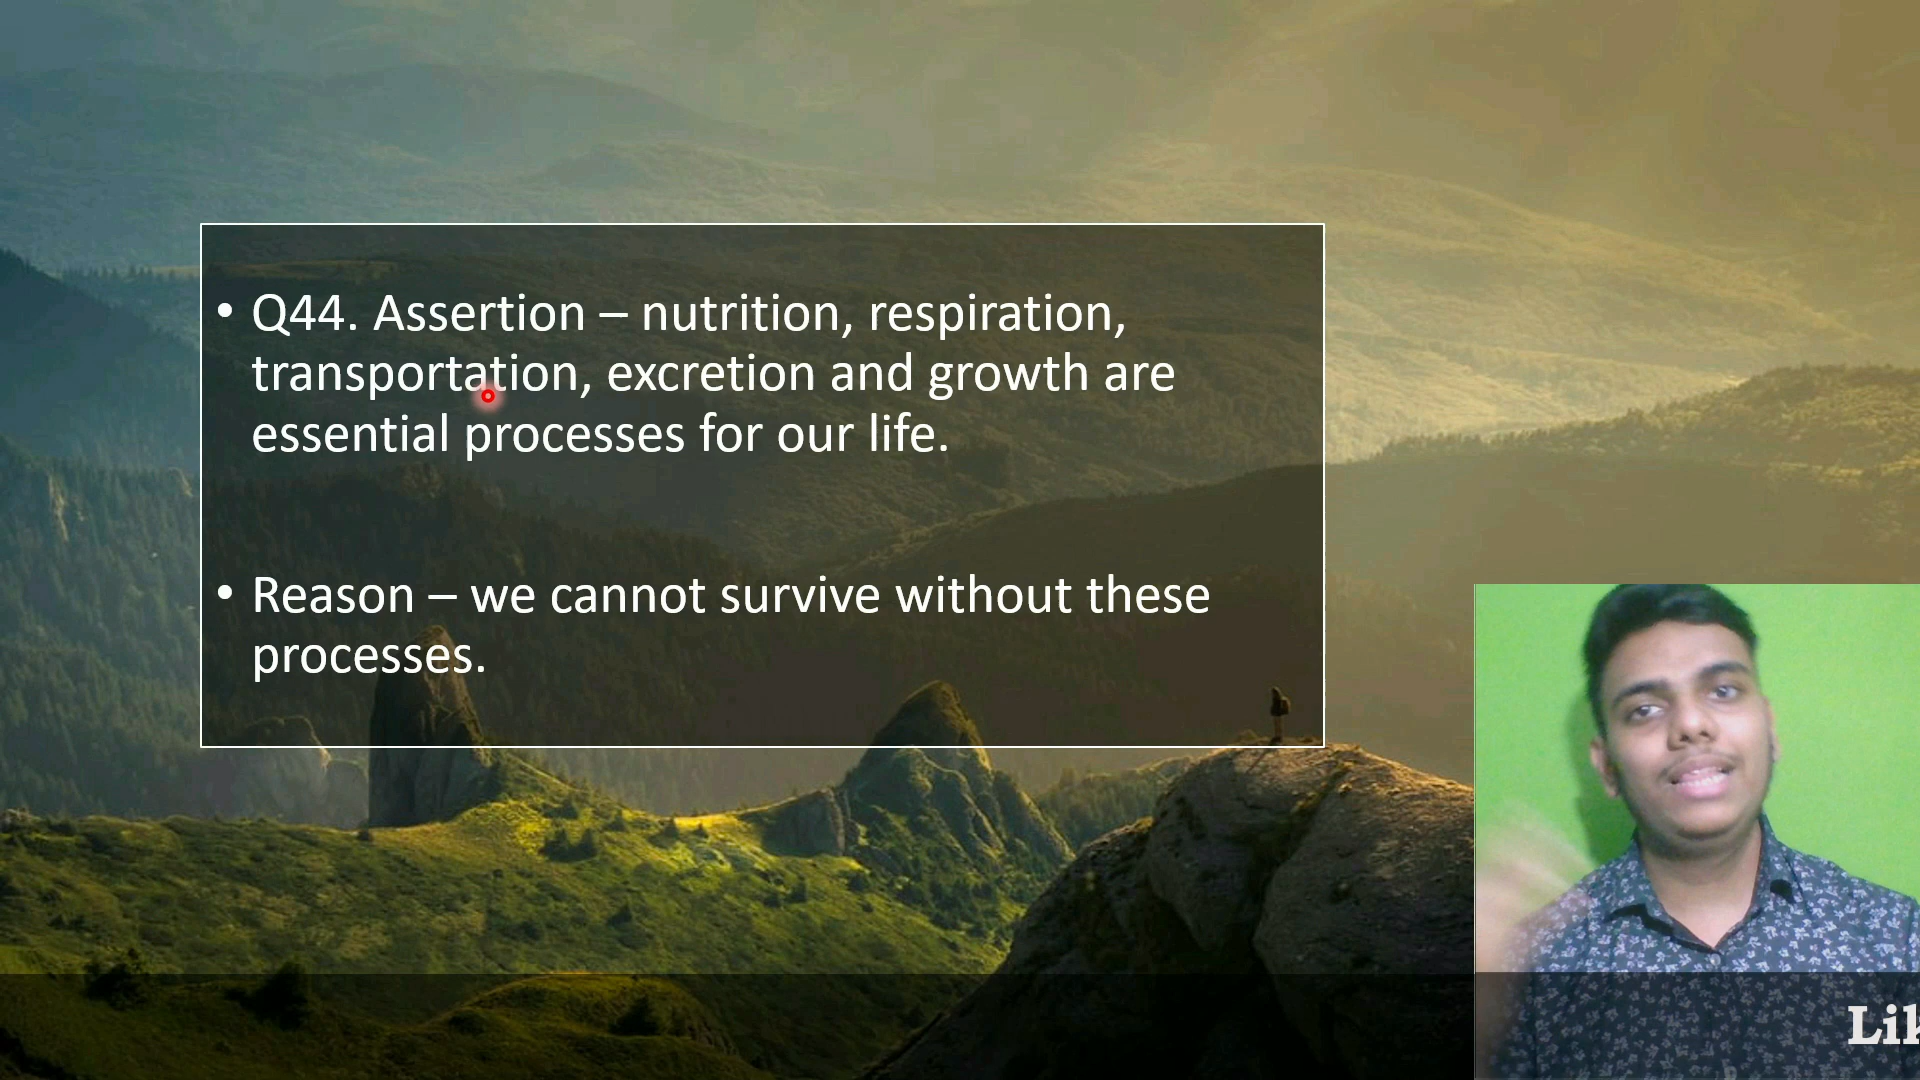 • Q44. Assertion – nutrition, respiration,
transportation, excretion and growth are
essential processes for our life.
• Reason – we cannot survive without these
processes.